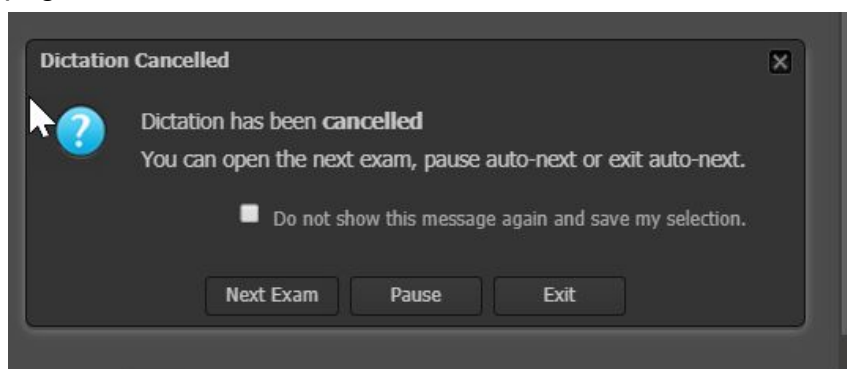 Dictation Cancelled
Dictation has been cancelled
You can open the next exam, pause auto-next or exit auto-next.
Do not show this message again and save my selection.
Next Exam Pause Exit